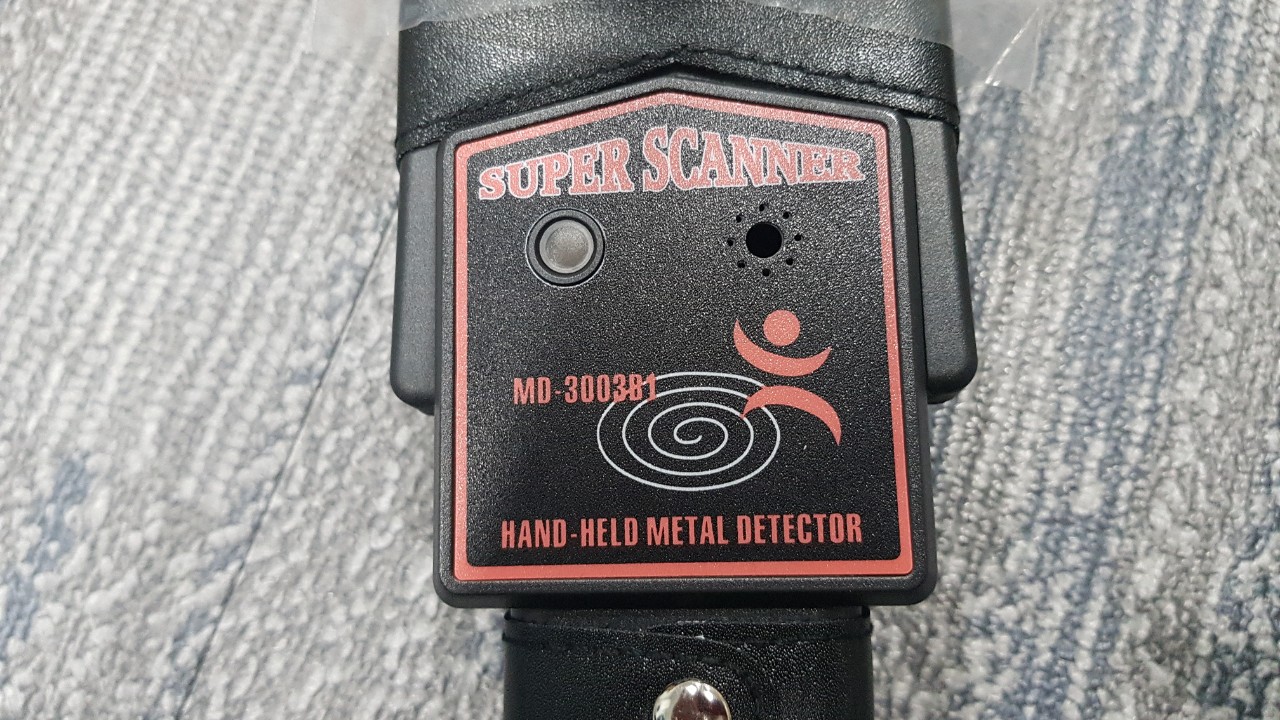 SUPER SCANNER
MD-3003B1
HAND-HELD METAL DETECTOR